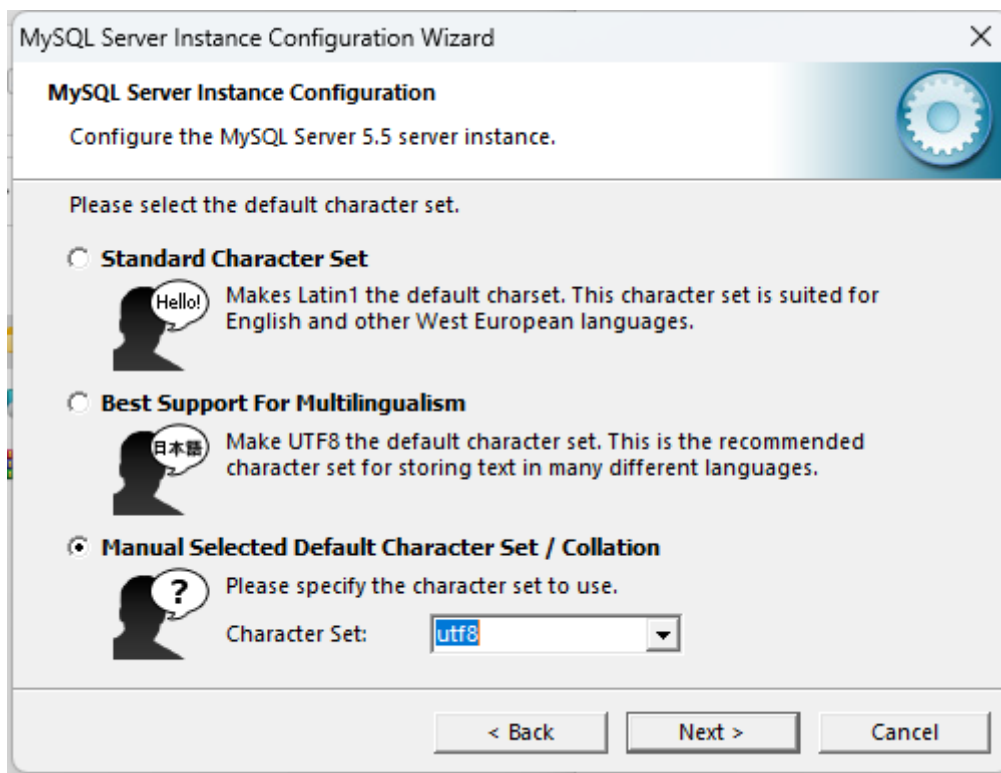 MySQL Server Instance Configuration Wizard
MySQL Server Instance Configuration
Configure the MySQL Server 5.5 server instance.
Please select the default character set.
Standard Character Set
Hello!
Makes Latin1 the default charset. This character set is suited for
English and other West European languages.
Best Support For Multilingualism
日本語
Make UTF8 the default character set. This is the recommended
character set for storing text in many different languages.
Manual Selected Default Character Set / Collation
?
Please specify the character set to use.
Character Set: utf8
< Back Next > Cancel